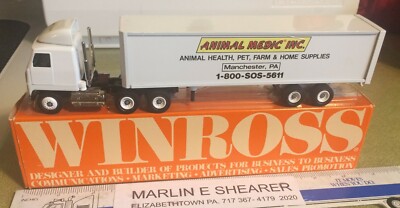 ANIMAL MEDIC INC.
ANIMAL HEALTH, PET, FARM & HOME SUPPLIES
Manchester, PA
1-800-SOS-5611
WINROSS
DESIGNER AND BUILDER OF PRODUCTS FOR BUSINESS TO BUSINESS
COMMUNICATIONS • MARKETING • ADVERTISING • SALES PROMOTION
MARLIN E SHEARER
ELIZABETHTOWN PA. 717 367- 4179 2020